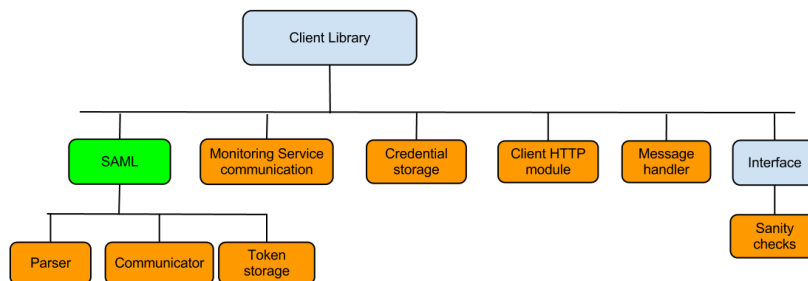 Client Library
SAML
Monitoring Service
communication
Credential
storage
Client HTTP
module
Message
handler
Interface
Parser
Communicator
Token
storage
Sanity
checks